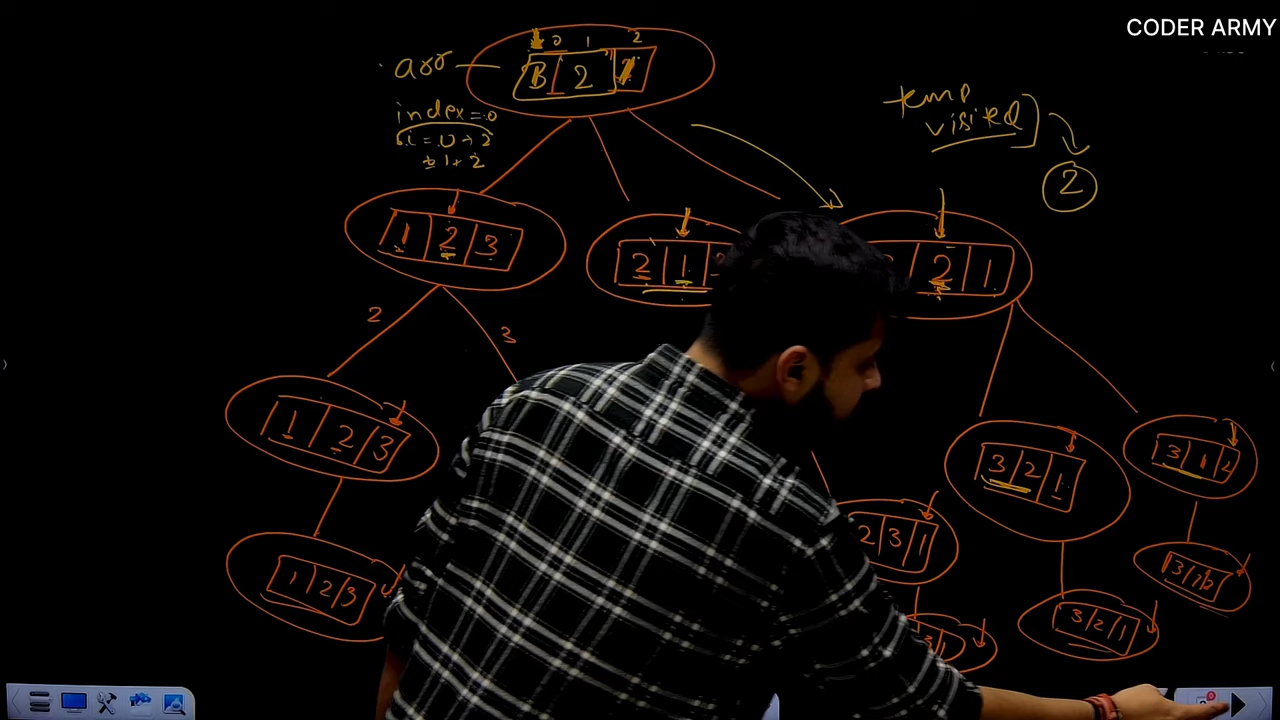 CODER ARMY
arr
0 1 2
2
index = 0
i = 0 → 2
temp
visited
2
1 2 3
2 1
2 1
2
3
1 2 3
3 2 1
3 1 2
2 3 1
1 2 3
3 2 1
3 1